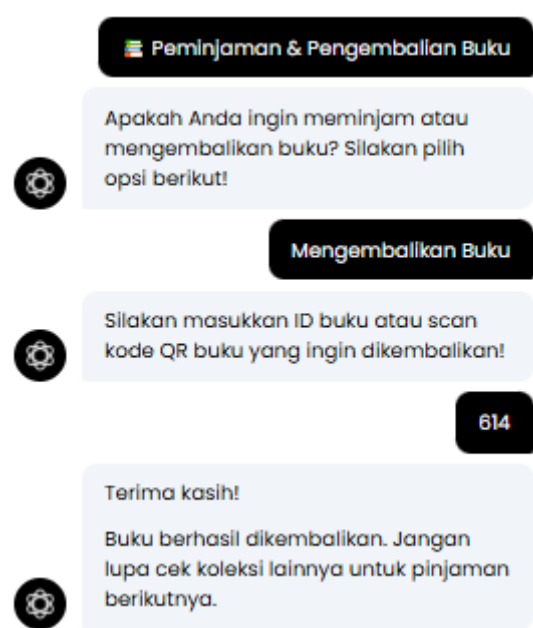 📚 Peminjaman & Pengembalian Buku
Apakah Anda ingin meminjam atau
mengembalikan buku? Silakan pilih
opsi berikut!
Mengembalikan Buku
Silakan masukkan ID buku atau scan
kode QR buku yang ingin dikembalikan!
614
Terima kasih!
Buku berhasil dikembalikan. Jangan
lupa cek koleksi lainnya untuk pinjaman
berikutnya.